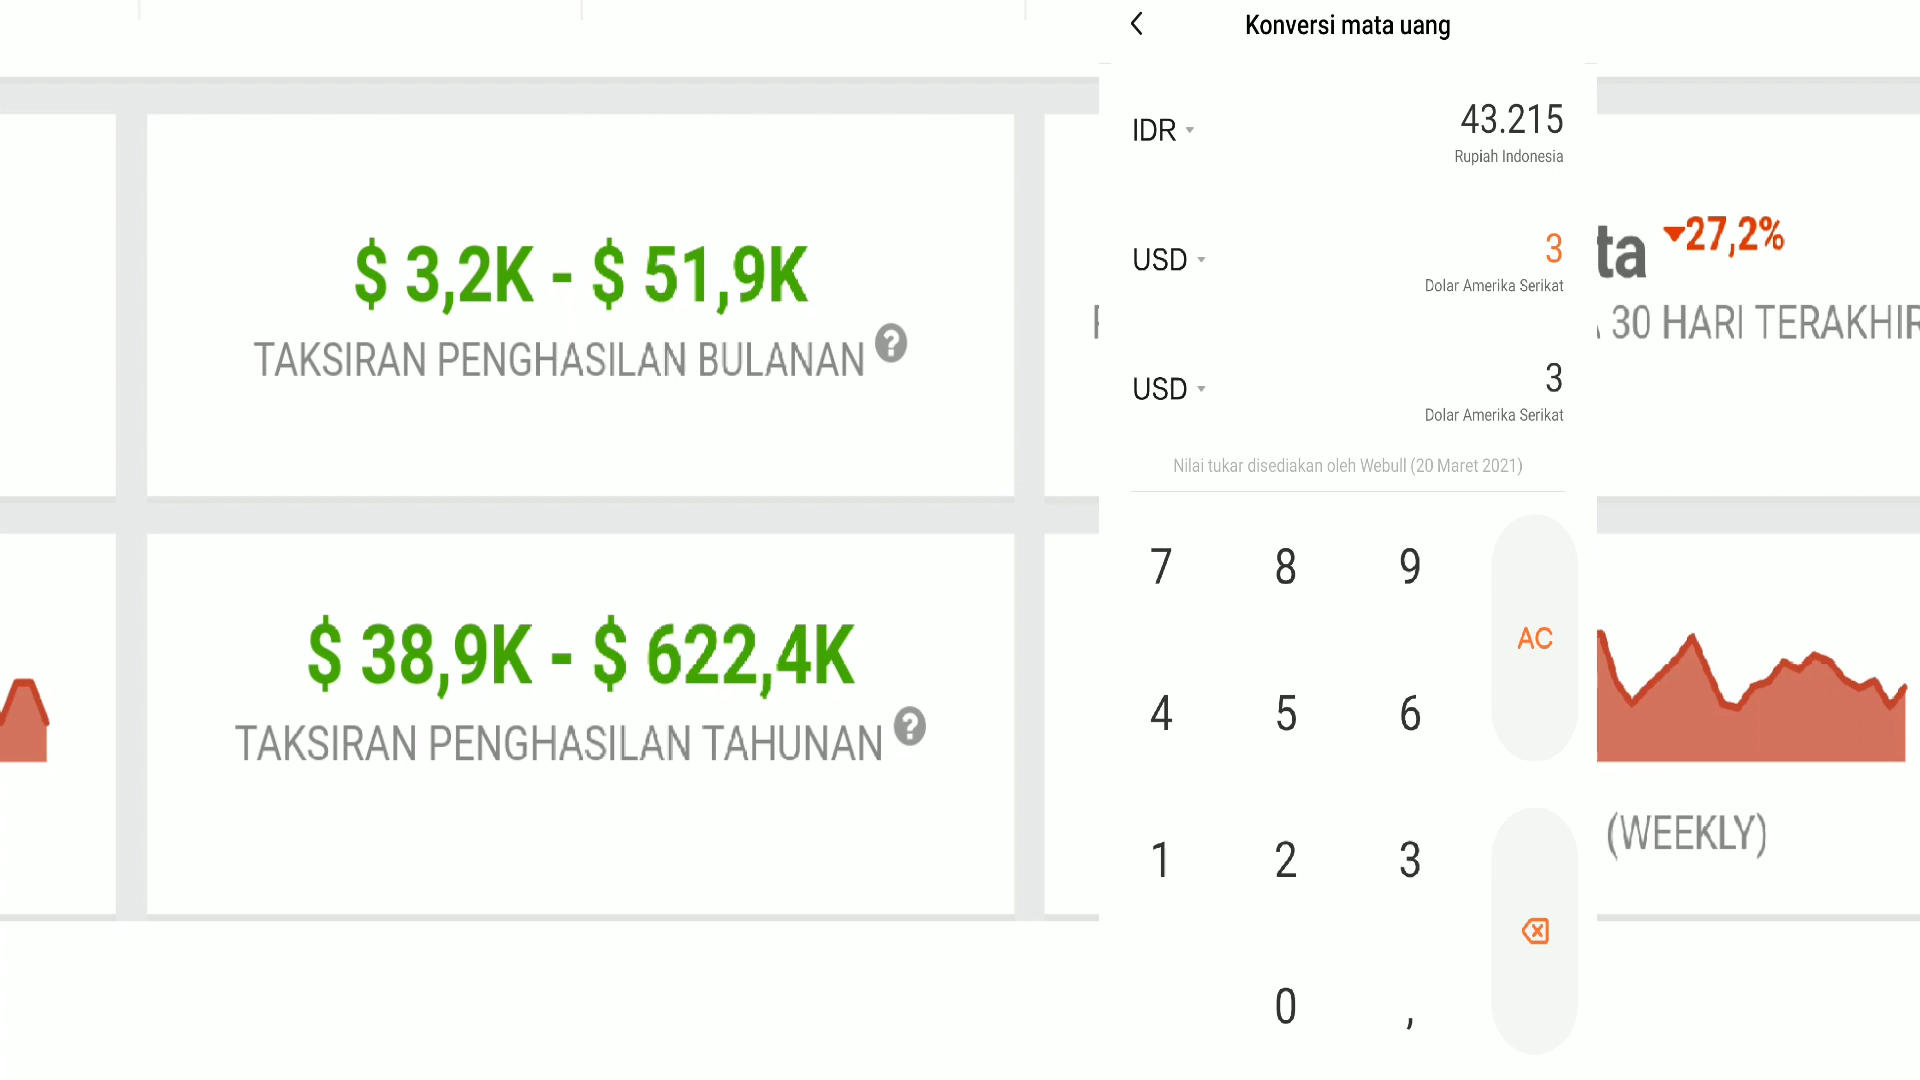 $ 3,2K - $ 51,9K
TAKSIRAN PENGHASILAN BULANAN ?
$ 38,9K - $ 622,4K
TAKSIRAN PENGHASILAN TAHUNAN ?
Konversi mata uang
IDR
43.215
Rupiah Indonesia
USD
3
Dolar Amerika Serikat
USD
3
Dolar Amerika Serikat
Nilai tukar disediakan oleh Webull (20 Maret 2021)
7 8 9
AC
4 5 6
1 2 3
0 ,
ta 27,2%
30 HARI TERAKHIR
(WEEKLY)